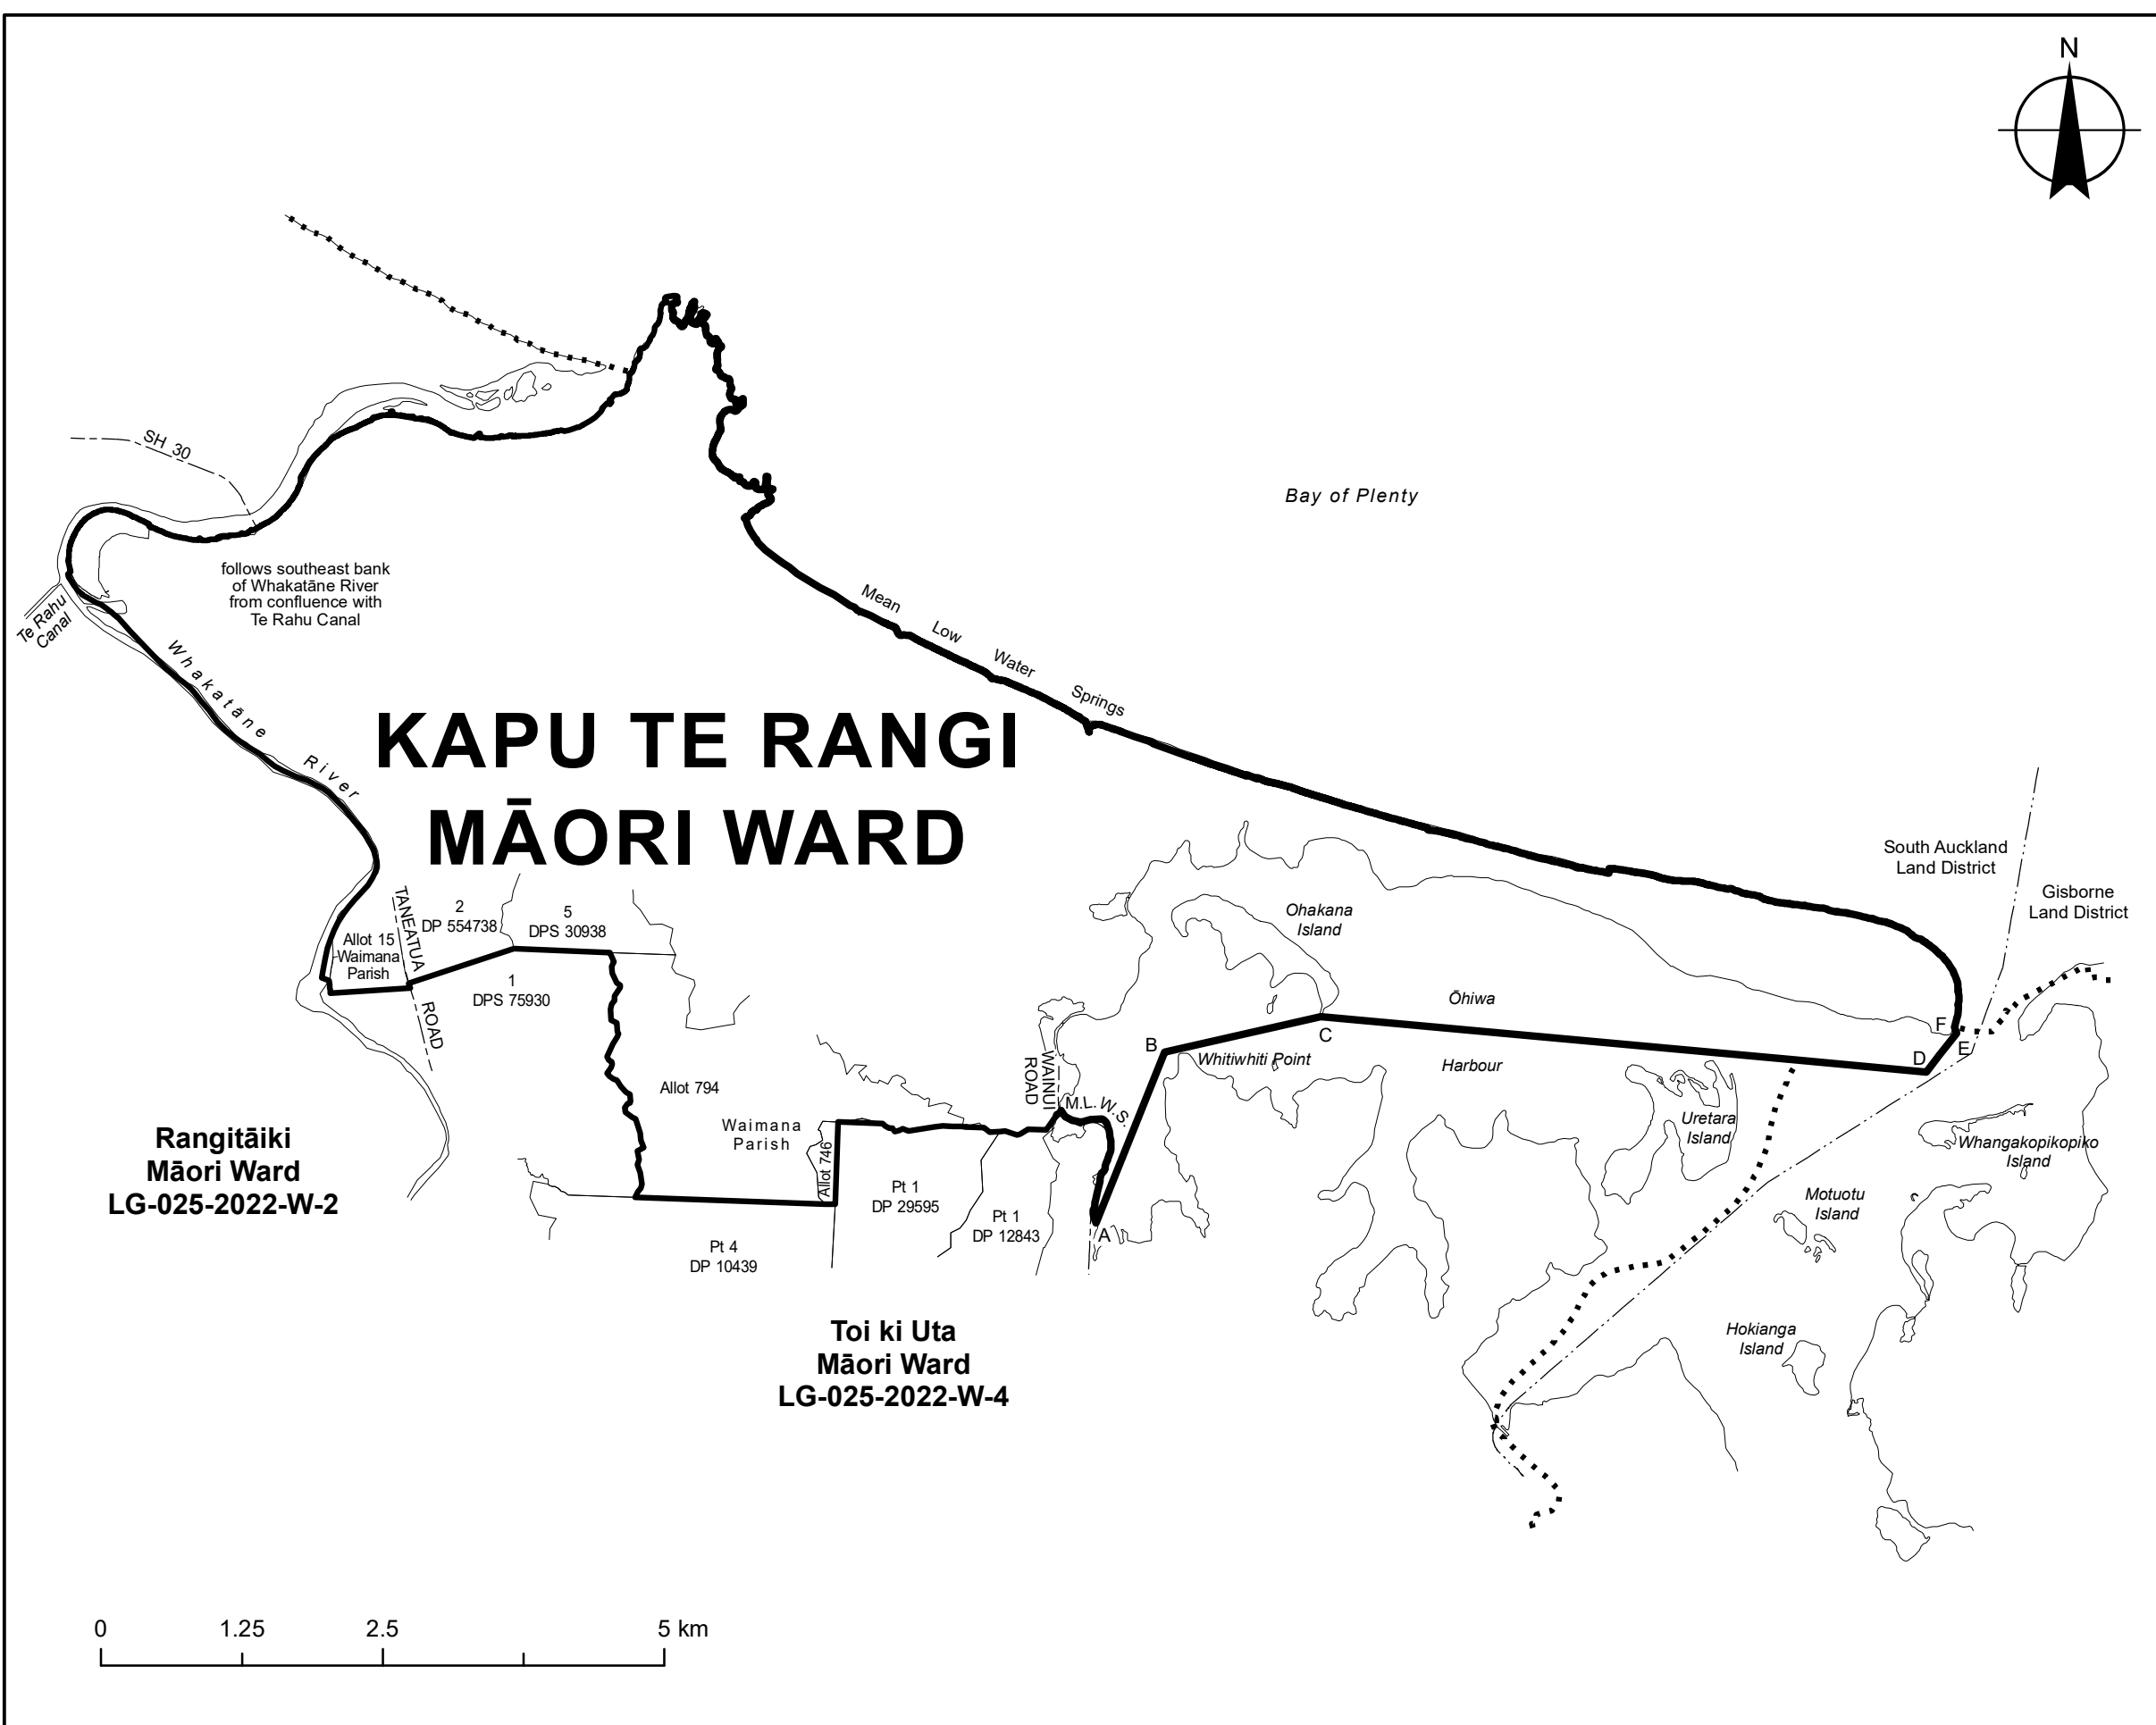 N
SH 30
Bay of Plenty
follows southeast bank
of Whakatāne River
from confluence with
Te Rahu Canal
Te Rahu
Canal
Whakatāne River
Mean Low Water Springs
KAPU TE RANGI
MĀORI WARD
South Auckland
Land District
Gisborne
Land District
TANEATUA ROAD
2
DP 554738
5
DPS 30938
Allot 15
Waimana
Parish
1
DPS 75930
Ohakana
Island
Ōhiwa
Harbour
F
E
D
C
B
A
Whitiwhiti Point
WAINUI
ROAD
M.L.W.S.
Allot 794
Waimana
Parish
Allot 746
Uretara
Island
Whangakopikopiko
Island
Rangitāiki
Māori Ward
LG-025-2022-W-2
Pt 1
DP 29595
Pt 1
DP 12843
Motuotu
Island
Pt 4
DP 10439
Toi ki Uta
Māori Ward
LG-025-2022-W-4
Hokianga
Island
0 1.25 2.5 5 km